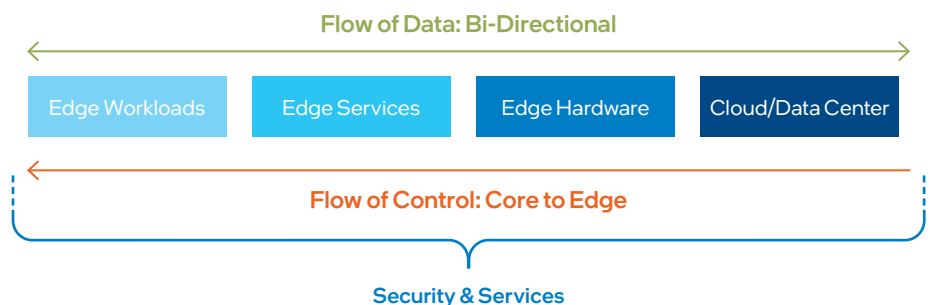 Flow of Data: Bi-Directional
Edge Workloads
Edge Services
Edge Hardware
Cloud/Data Center
Flow of Control: Core to Edge
Security & Services